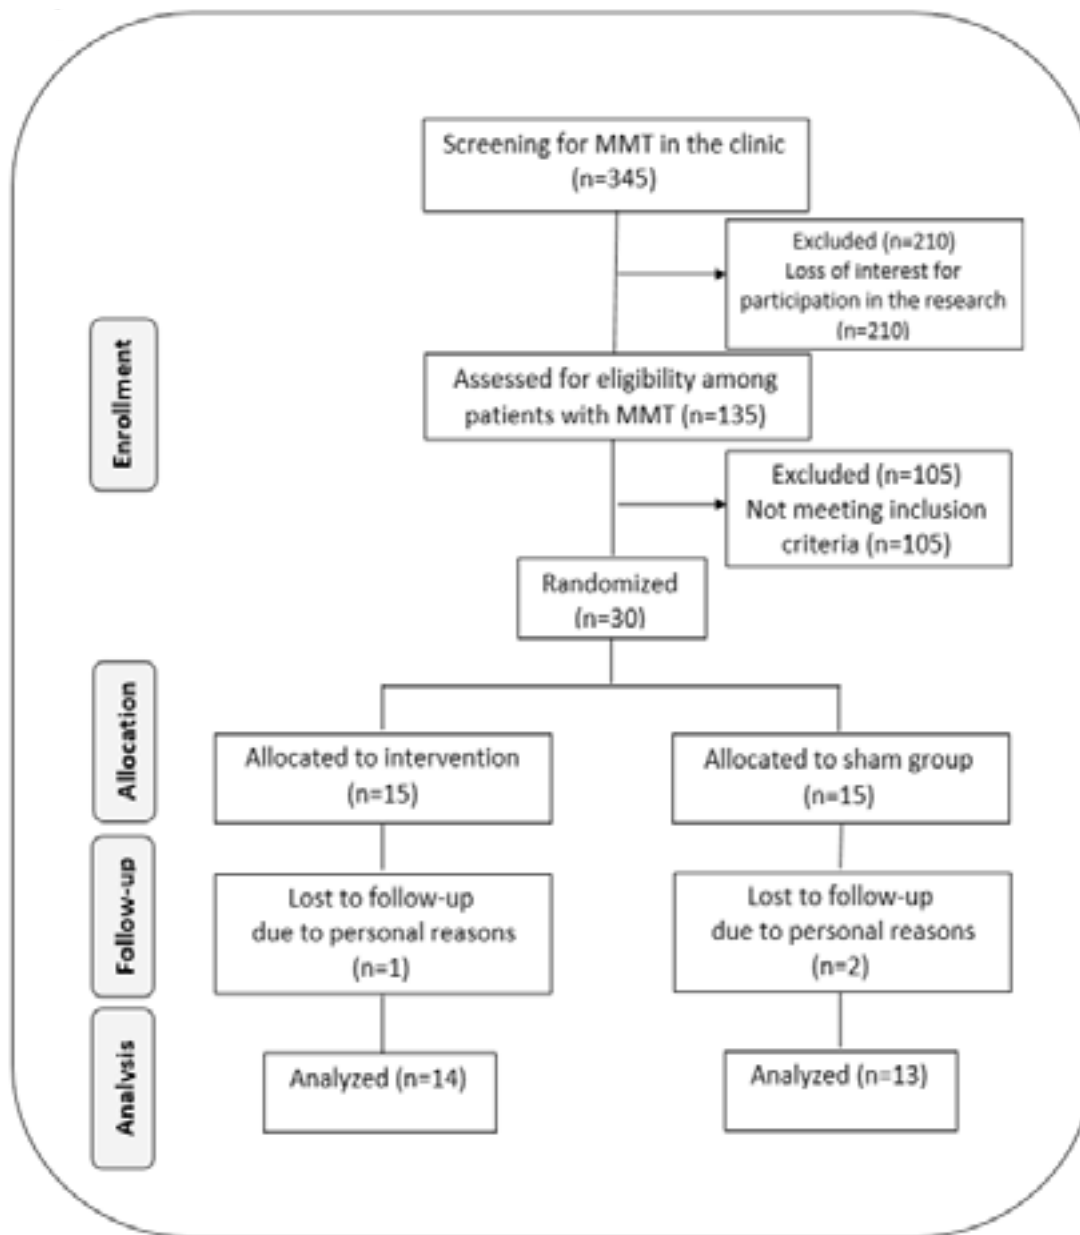 Screening for MMT in the clinic
(n=345)
Excluded (n=210)
Loss of interest for
participation in the research
(n=210)
Enrollment
Assessed for eligibility among
patients with MMT (n=135)
Excluded (n=105)
Not meeting inclusion
criteria (n=105)
Randomized
(n=30)
Allocation
Allocated to intervention
(n=15)
Allocated to sham group
(n=15)
Follow-up
Lost to follow-up
due to personal reasons
(n=1)
Lost to follow-up
due to personal reasons
(n=2)
Analysis
Analyzed (n=14)
Analyzed (n=13)